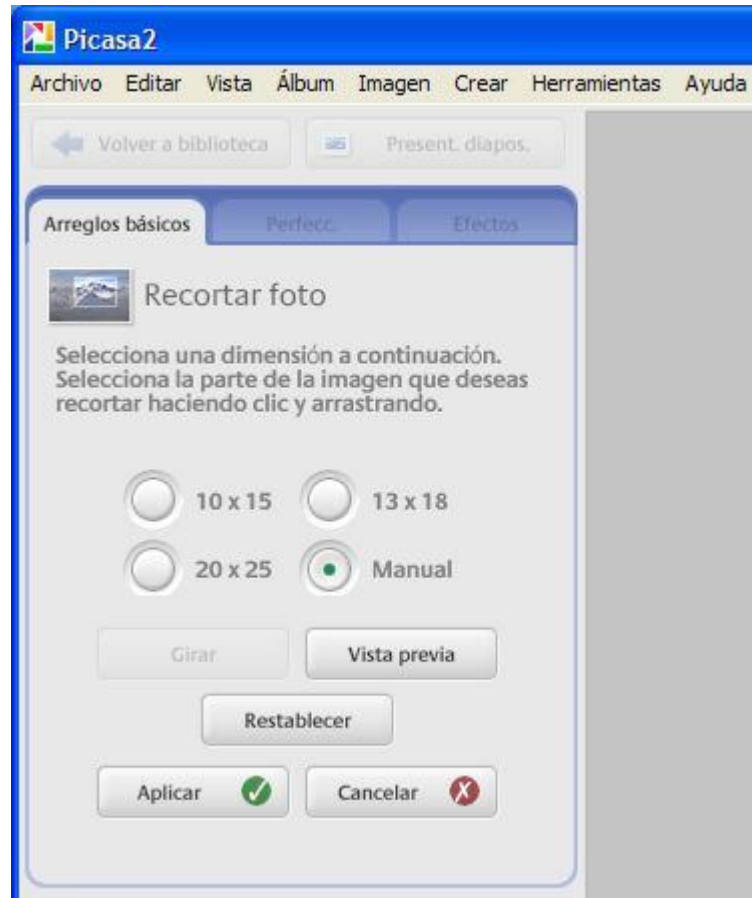 Picasa2
Archivo Editar Vista Álbum Imagen Crear Herramientas Ayuda
Volver a biblioteca Present. diapos.
Arreglos básicos Perfecc. Efectos
Recortar foto
Selecciona una dimensión a continuación.
Selecciona la parte de la imagen que deseas
recortar haciendo clic y arrastrando.
10 x 15 13 x 18
20 x 25 Manual
Girar Vista previa
Restablecer
Aplicar Cancelar